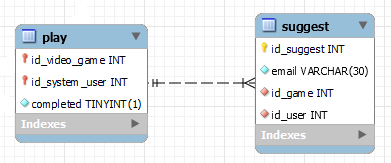 play
id_video_game INT
id_system_user INT
completed TINYINT(1)
Indexes
suggest
id_suggest INT
email VARCHAR(30)
id_game INT
id_user INT
Indexes